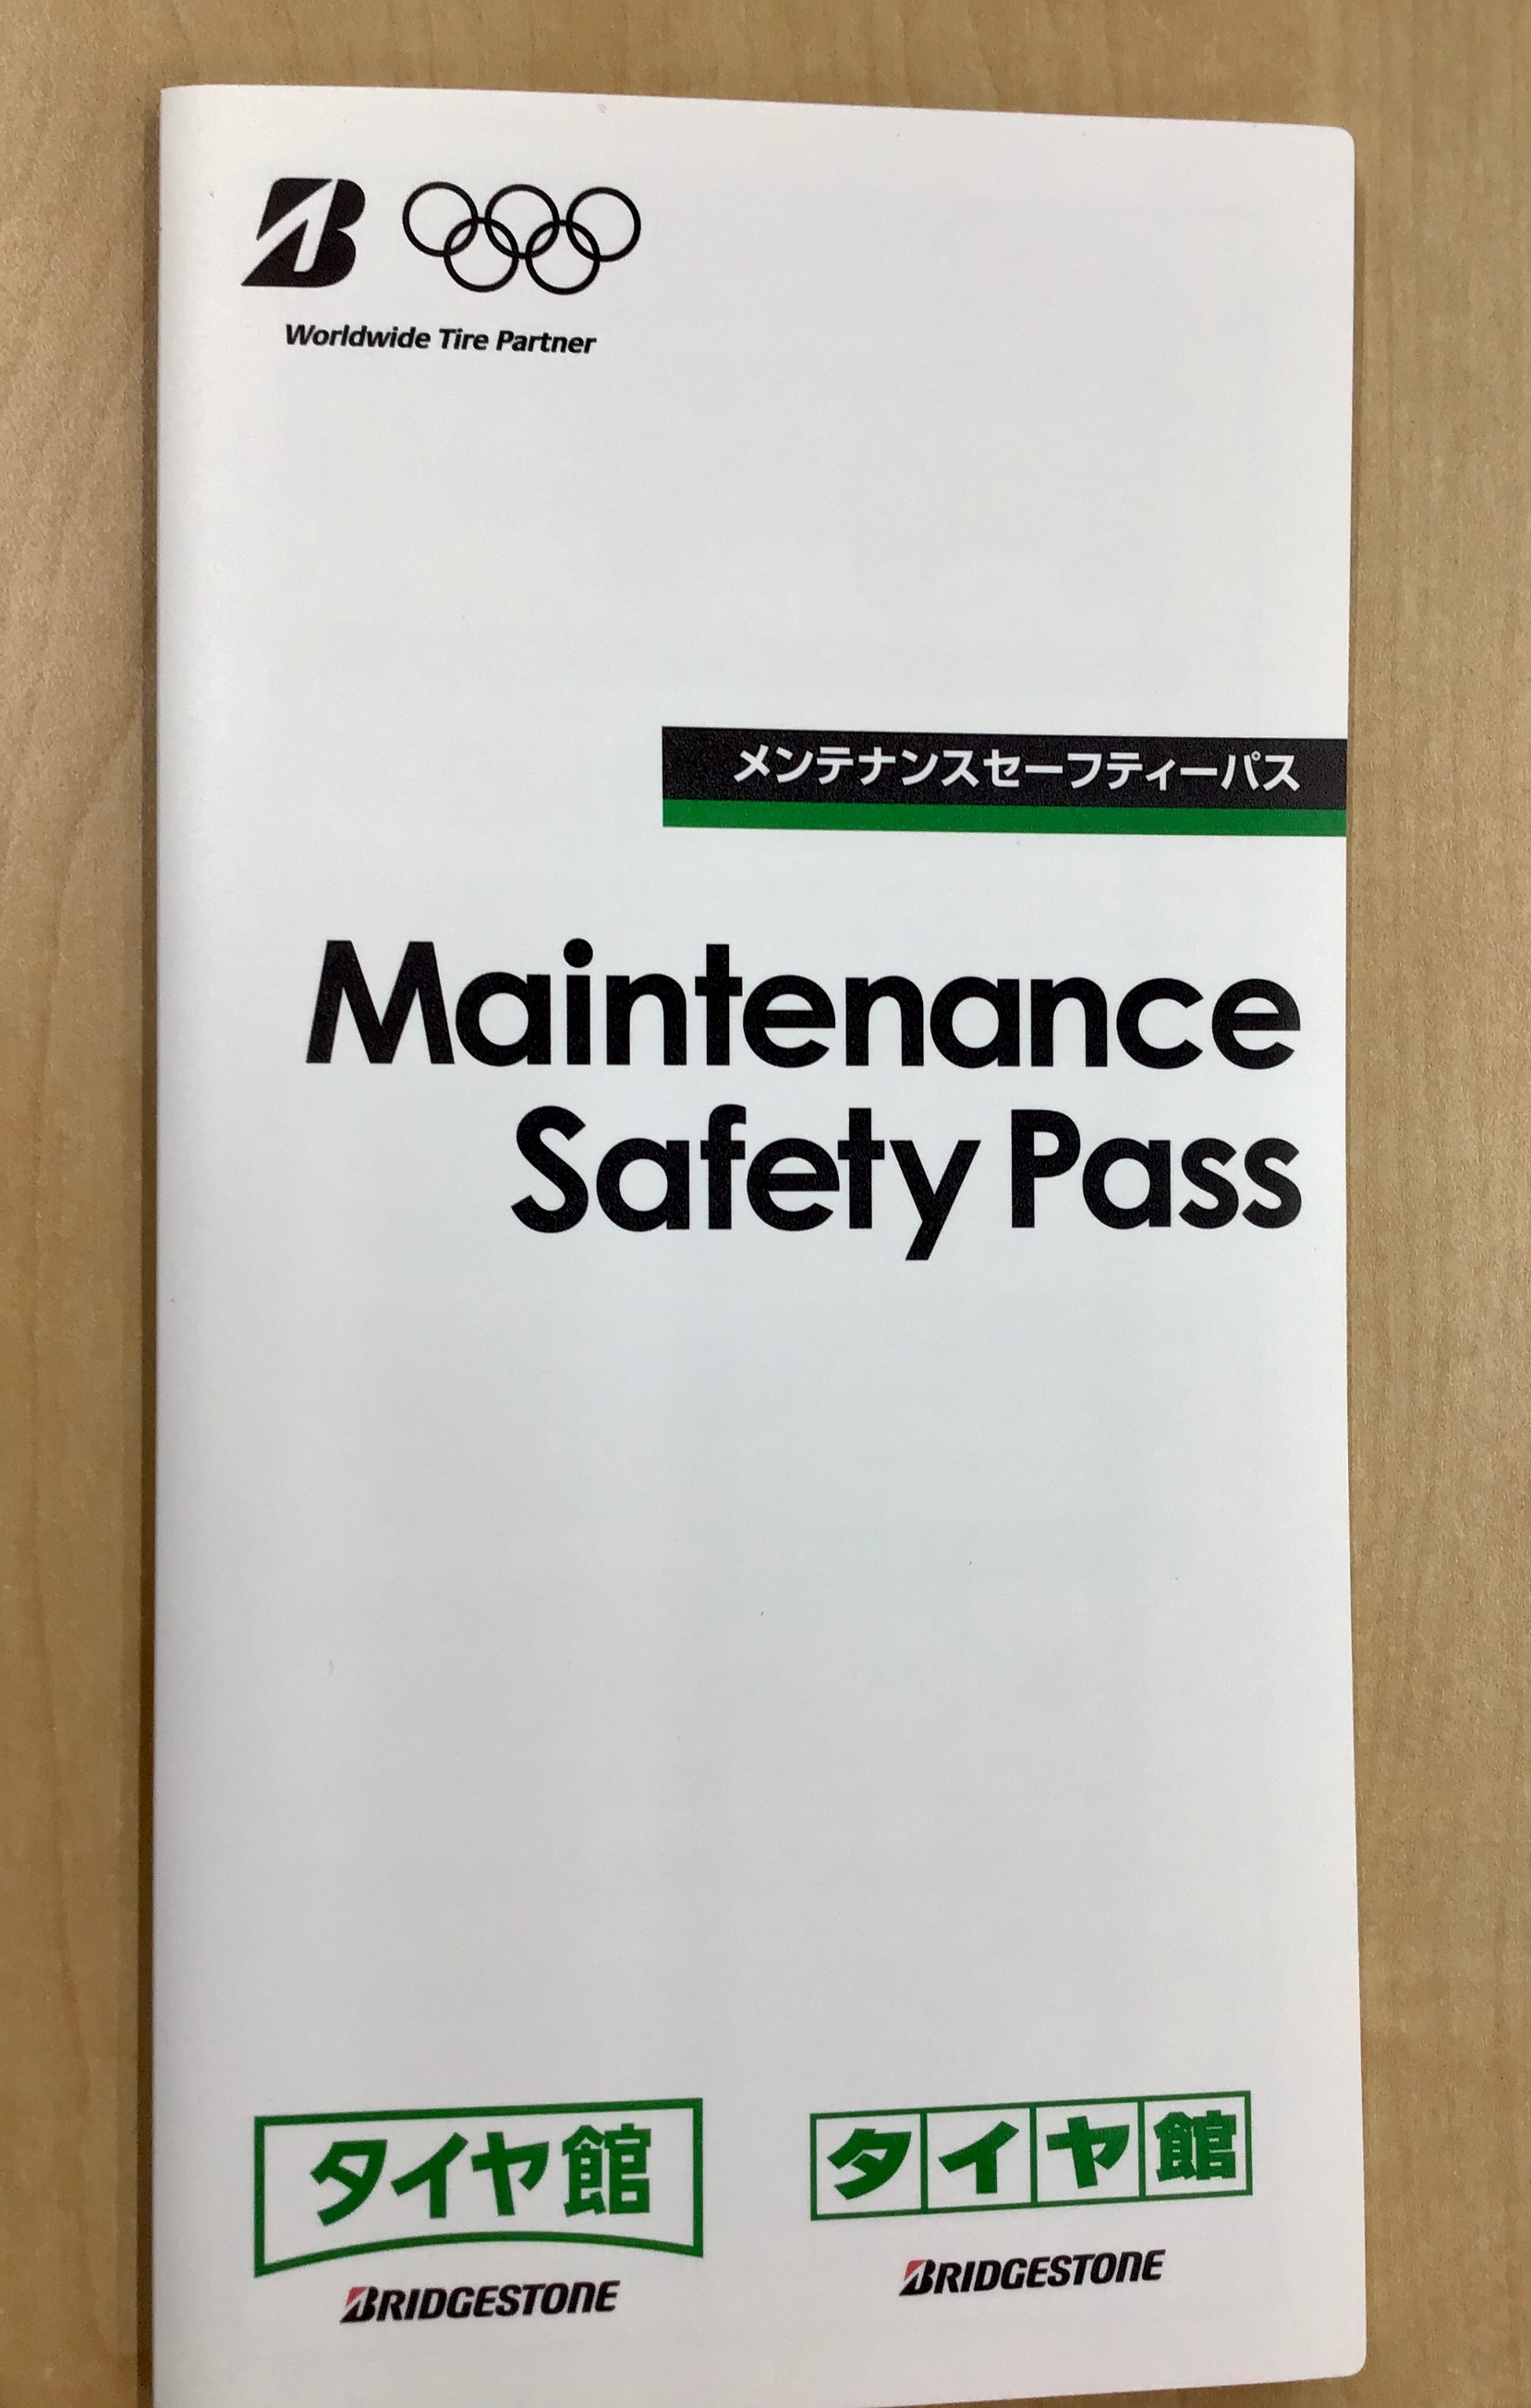 B
Worldwide Tire Partner
メンテナンスセーフティーパス
Maintenance
Safety Pass
タイヤ館
BRIDGESTONE
タイヤ館
BRIDGESTONE